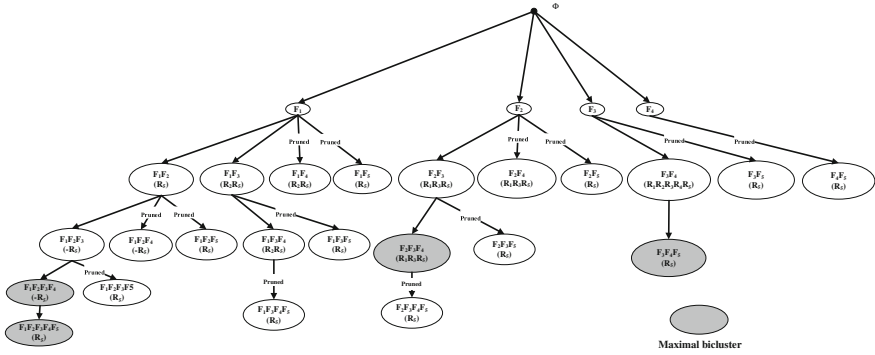 Φ
F₁
F₂
F₃
F₄
Pruned
Pruned
Pruned
Pruned
Pruned
Pruned
F₁F₂
(R₅)
F₁F₃
(R₂R₅)
F₁F₄
(R₂R₅)
F₁F₅
(R₅)
F₂F₃
(R₁R₃R₅)
F₂F₄
(R₁R₃R₅)
F₂F₅
(R₅)
F₃F₄
(R₁R₂R₃R₄R₅)
F₃F₅
(R₅)
F₄F₅
(R₅)
Pruned
Pruned
Pruned
Pruned
F₁F₂F₃
(-R₅)
F₁F₂F₄
(-R₅)
F₁F₂F₅
(R₅)
F₁F₃F₄
(R₂R₅)
F₁F₃F₅
(R₅)
F₂F₃F₄
(R₁R₃R₅)
F₂F₃F₅
(R₅)
F₃F₄F₅
(R₅)
Pruned
Pruned
Pruned
F₁F₂F₃F₄
(-R₅)
F₁F₂F₃F5
(R₅)
F₁F₃F₄F₅
(R₅)
F₂F₃F₄F₅
(R₅)
F₁F₂F₃F₄F₅
(R₅)
Maximal bicluster